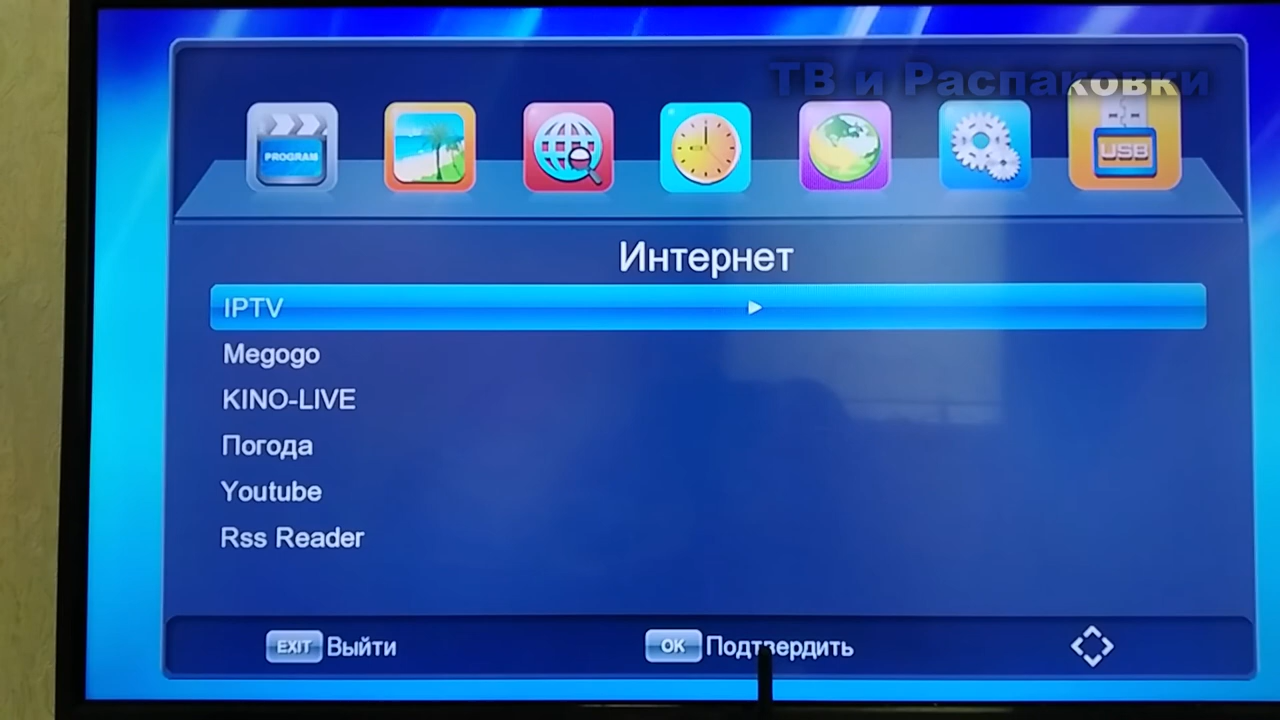 ТВ и Распаковки
PROGRAM
USB
Интернет
IPTV
Megogo
KINO-LIVE
Погода
Youtube
Rss Reader
EXIT Выйти
OK Подтвердить